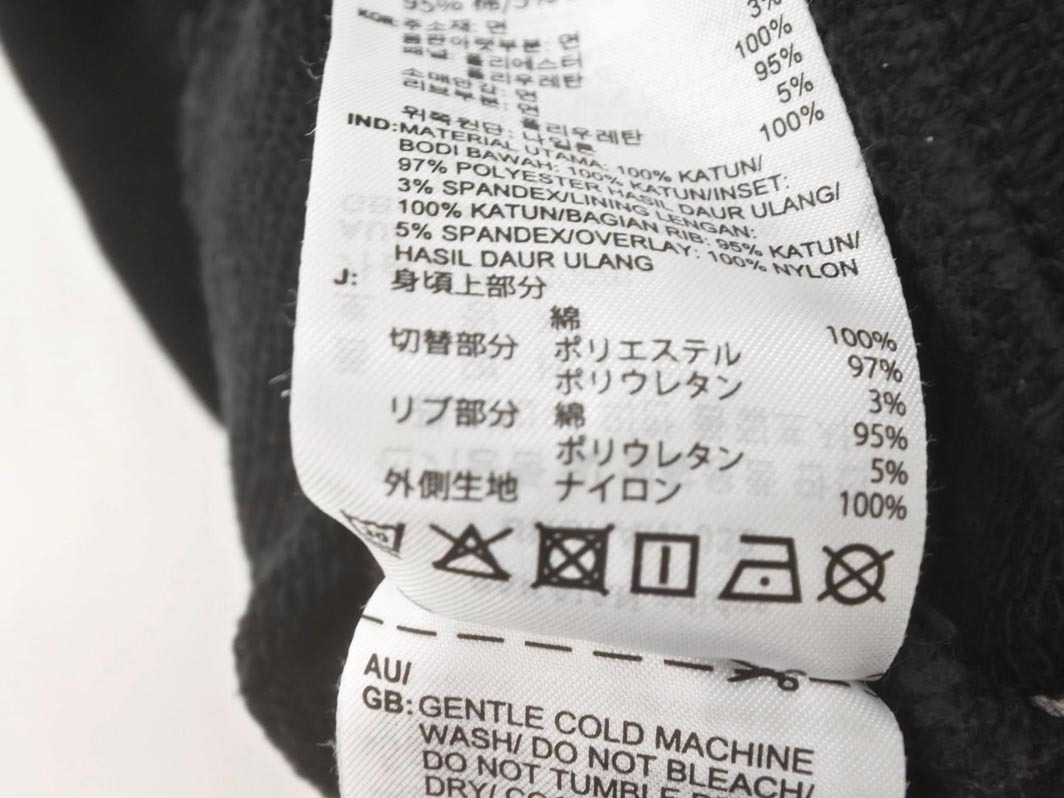 95% 棉/5%
3%
KOR: 주소재: 면 100%
몸판아랫부분: 면
패널: 폴리에스터 95%
폴리우레탄 5%
소매안감: 면
리브부분: 면 100%
폴리우레탄
위쪽원단: 나일론
IND: MATERIAL UTAMA: 100% KATUN/
BODI BAWAH: 100% KATUN/INSET:
97% POLYESTER HASIL DAUR ULANG/
3% SPANDEX/LINING LENGAN:
100% KATUN/BAGIAN RIB: 95% KATUN/
5% SPANDEX/OVERLAY: 100% NYLON
HASIL DAUR ULANG
J: 身頃上部分
綿 100%
切替部分 ポリエステル 97%
ポリウレタン 3%
リブ部分 綿 95%
ポリウレタン 5%
外側生地 ナイロン 100%
30
AU/
GB: GENTLE COLD MACHINE
WASH/ DO NOT BLEACH/
DO NOT TUMBLE
DRY/